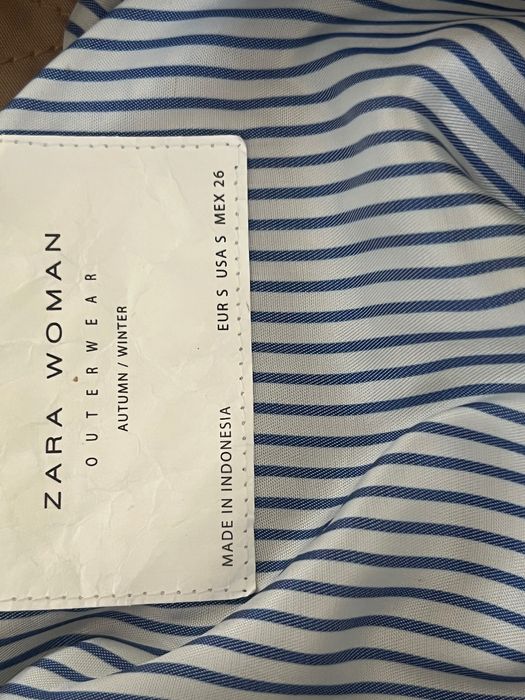 ZARA WOMAN
OUTERWEAR
AUTUMN / WINTER
MADE IN INDONESIA EUR S USA S MEX 26